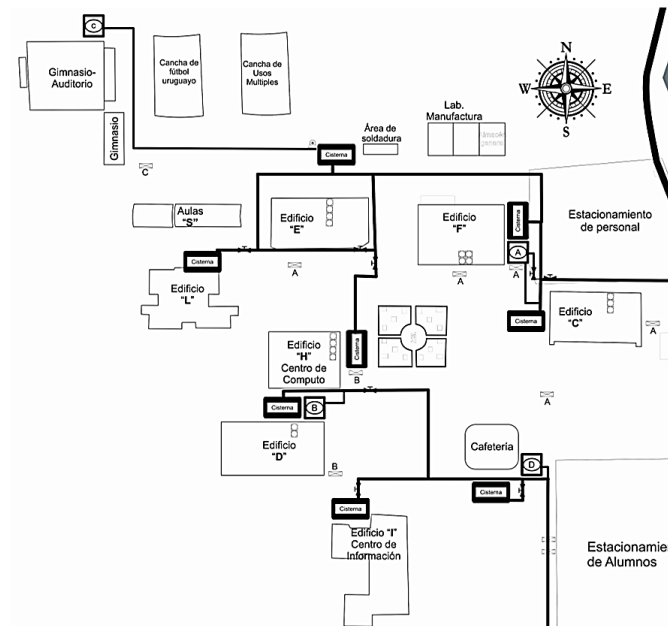 C
N
W
E
S
Gimnasio-
Auditorio
Cancha de
fútbol
uruguayo
Cancha de
Usos
Multiples
Gimnasio
C
Cisterna
Área de
soldadura
Lab.
Manufactura
Aulas
"S"
Edificio
"E"
Edificio
"F"
Cisterna
Estacionamiento
de personal
A
Cisterna
A
A
A
Edificio
"L"
Cisterna
Edificio
"C"
A
Edificio
"H"
Centro de
Computo
Cisterna
B
Cisterna
B
A
Edificio
"D"
B
Cafetería
D
Cisterna
Cisterna
Edificio "I"
Centro de
Información
Estacionamie
de Alumnos